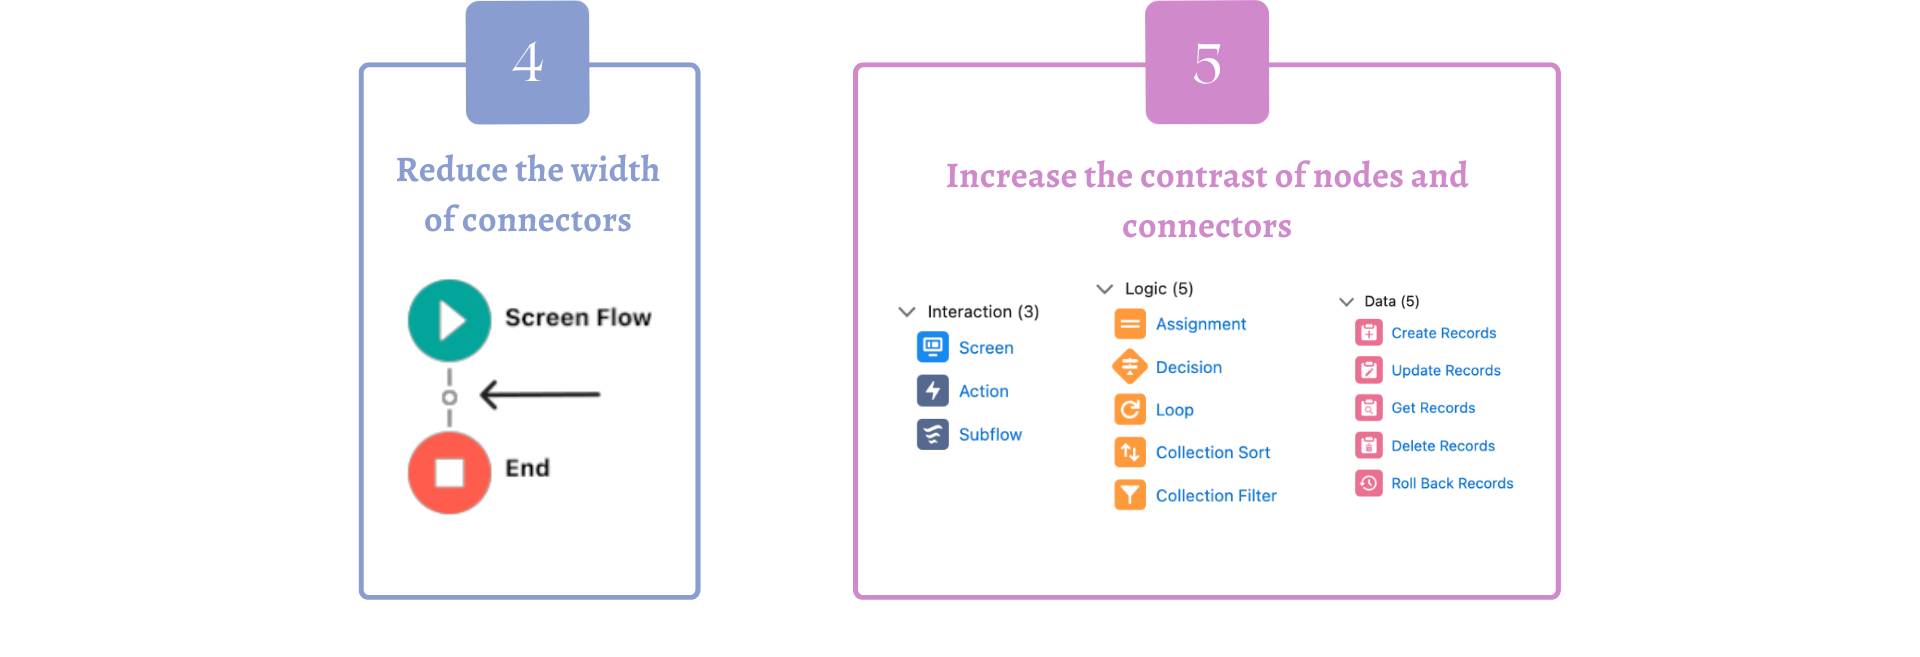 4
Reduce the width
of connectors
Screen Flow
End
5
Increase the contrast of nodes and
connectors
Interaction (3)
Screen
Action
Subflow
Logic (5)
Assignment
Decision
Loop
Collection Sort
Collection Filter
Data (5)
Create Records
Update Records
Get Records
Delete Records
Roll Back Records